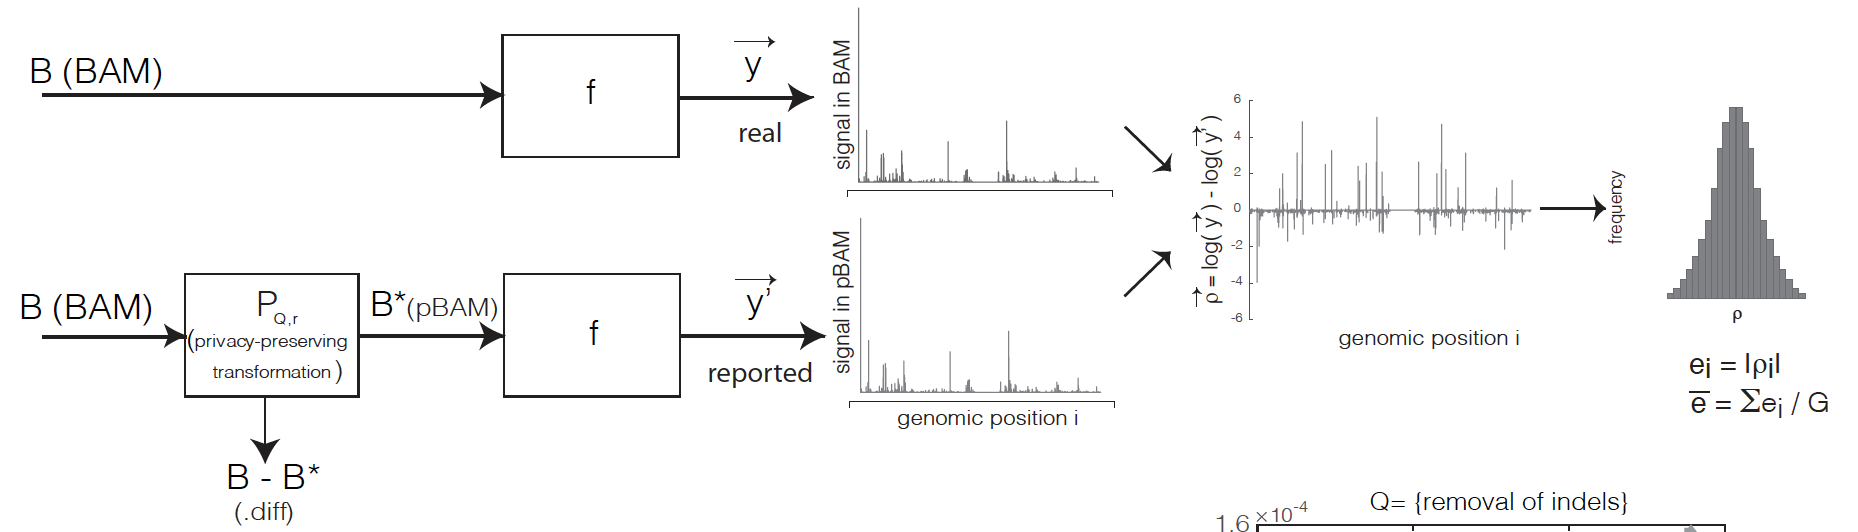 B (BAM)
f
y
real
signal in BAM
B (BAM)
P Q,r
(privacy-preserving
transformation)
B*(pBAM)
f
y'
reported
signal in pBAM
genomic position i
B - B*
(.diff)
ρ = log( y ) - log( y' )
6
4
2
0
-2
-4
-6
genomic position i
frequency
ρ
ei = |ρi|
e = Σei / G
Q= {removal of indels}
1.6 ×10-4